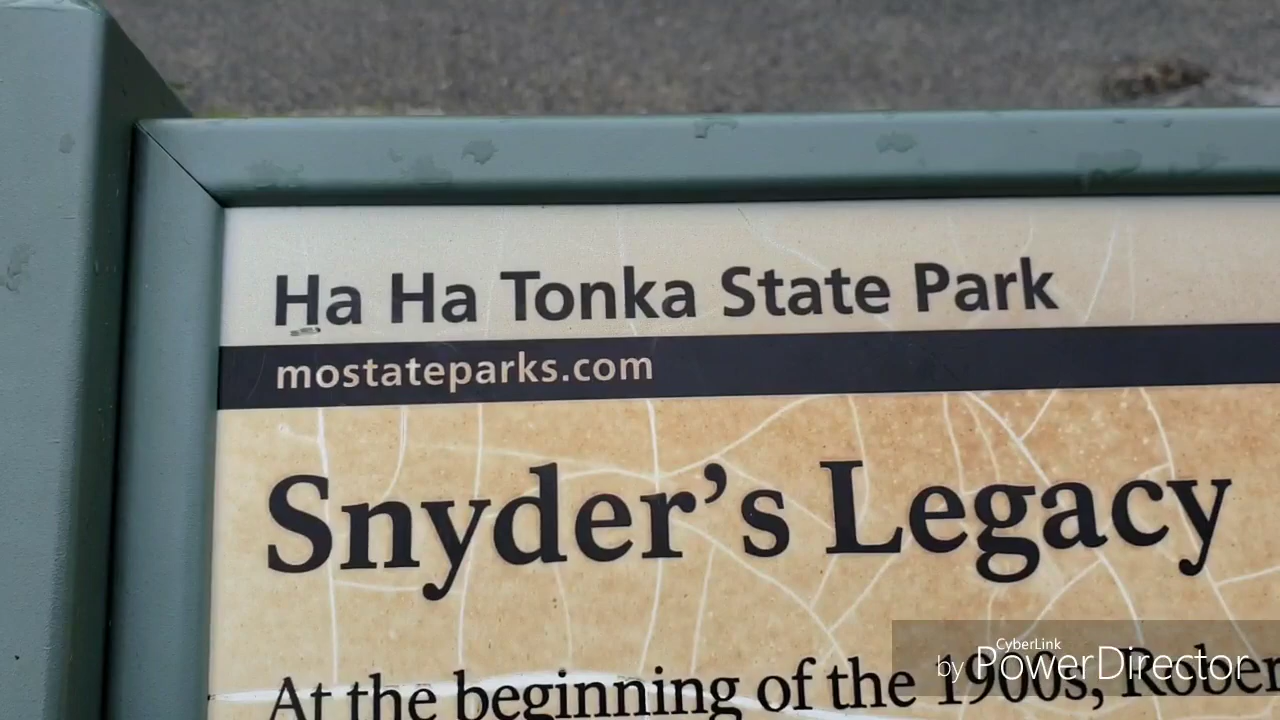 Ha Ha Tonka State Park
mostateparks.com
Snyder's Legacy
At the beginning of the 1900s, Rober
CyberLink
by PowerDirector